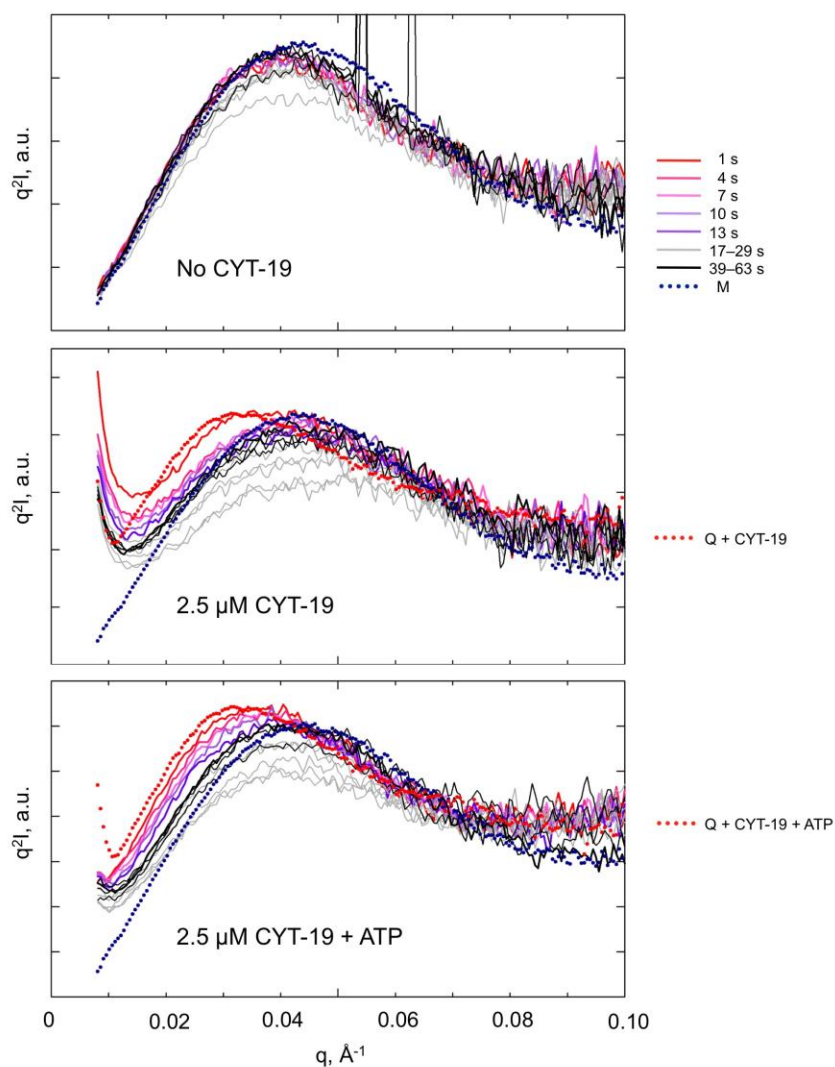 q²I, a.u.
No CYT-19
1 s
4 s
7 s
10 s
13 s
17–29 s
39–63 s
M
q²I, a.u.
2.5 µM CYT-19
Q + CYT-19
q²I, a.u.
2.5 µM CYT-19 + ATP
Q + CYT-19 + ATP
0 0.02 0.04 0.06 0.08 0.10
q, Å⁻¹